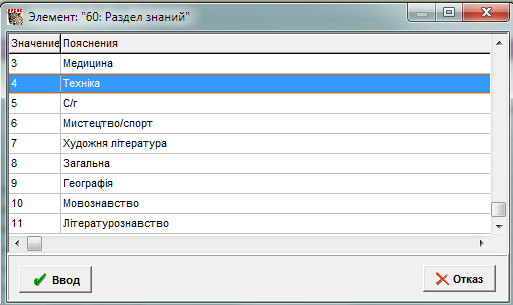 Элемент: "60: Раздел знаний"
Значение Пояснения
3 Медицина
4 Техніка
5 С/г
6 Мистецтво/спорт
7 Художня література
8 Загальна
9 Географія
10 Мовознавство
11 Літературознавство
Ввод Отказ